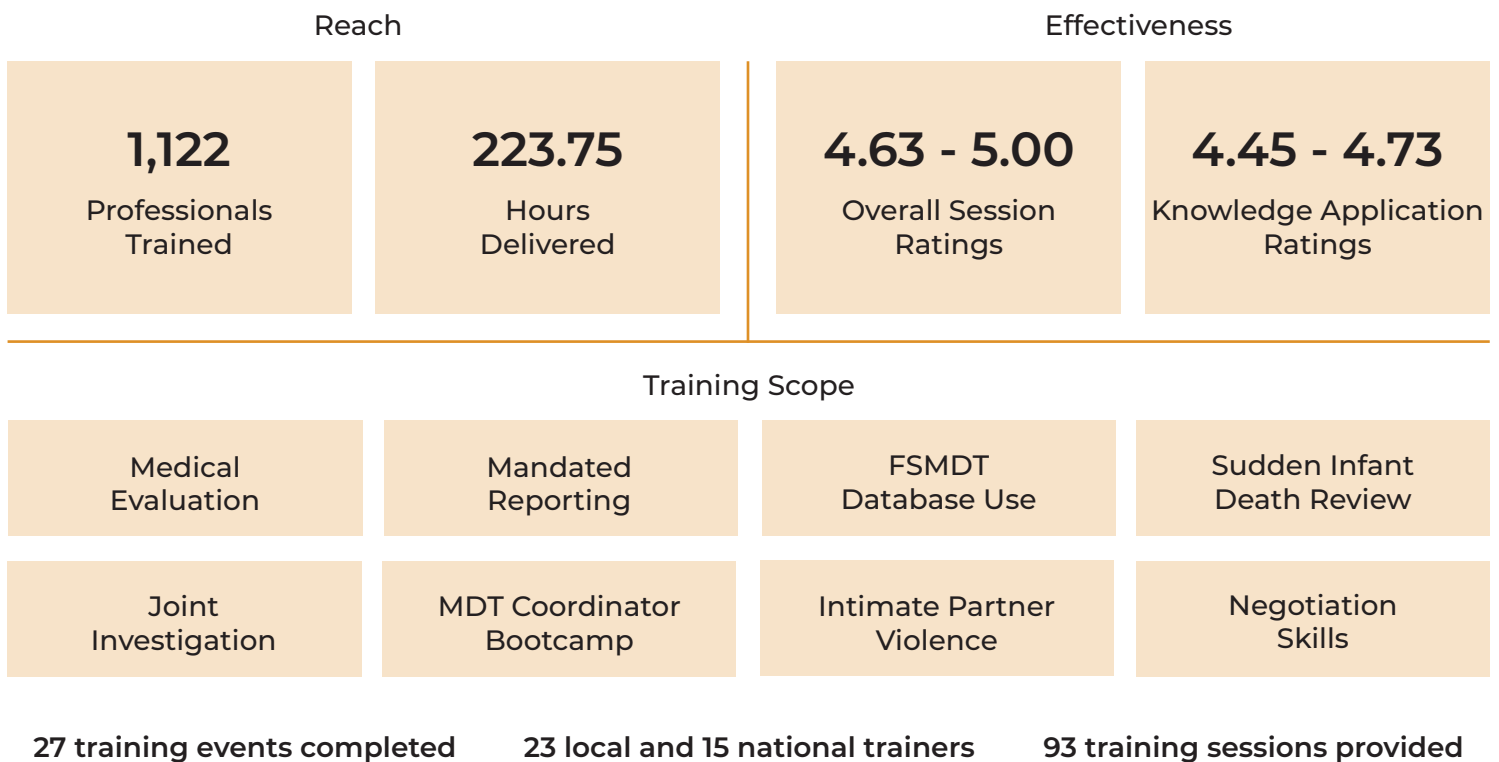 Reach
Effectiveness
1,122
Professionals
Trained
223.75
Hours
Delivered
4.63 - 5.00
Overall Session
Ratings
4.45 - 4.73
Knowledge Application
Ratings
Training Scope
Medical
Evaluation
Mandated
Reporting
FSMDT
Database Use
Sudden Infant
Death Review
Joint
Investigation
MDT Coordinator
Bootcamp
Intimate Partner
Violence
Negotiation
Skills
27 training events completed
23 local and 15 national trainers
93 training sessions provided